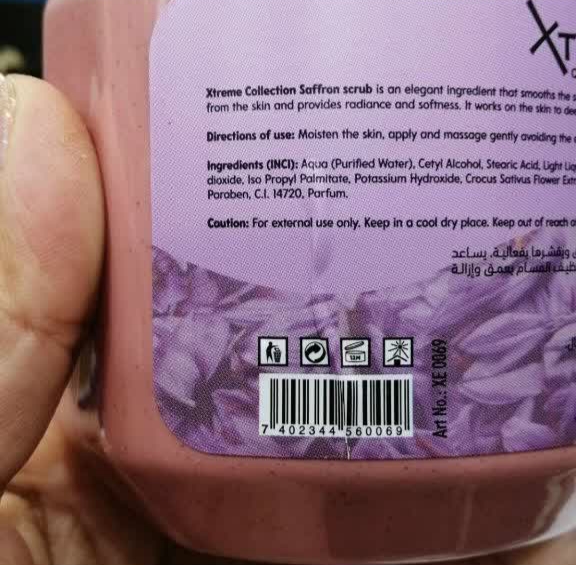 XT
Xtreme Collection Saffron scrub is an elegant ingredient that smooths the
from the skin and provides radiance and softness. It works on the skin to
Directions of use: Moisten the skin, apply and massage gently avoiding the
Ingredients (INCI): Aqua (Purified Water), Cetyl Alcohol, Stearic Acid, Light
dioxide, Iso Propyl Palmitate, Potassium Hydroxide, Crocus Sativus Flower
Paraben, C.I. 14720, Parfum.
Caution: For external use only. Keep in a cool dry place. Keep out of reach
ويقشرها بفعالية، يساعد
المسام بعمق وإزالة
12M
7 402344 560069
Art No.: XE 0069